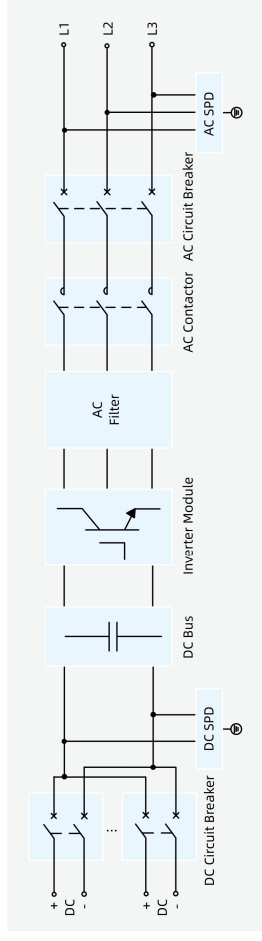 L1
L2
L3
AC SPD
AC Circuit Breaker
AC Contactor
AC
Filter
Inverter Module
DC Bus
DC SPD
DC Circuit Breaker
...
+
DC
-
+
DC
-